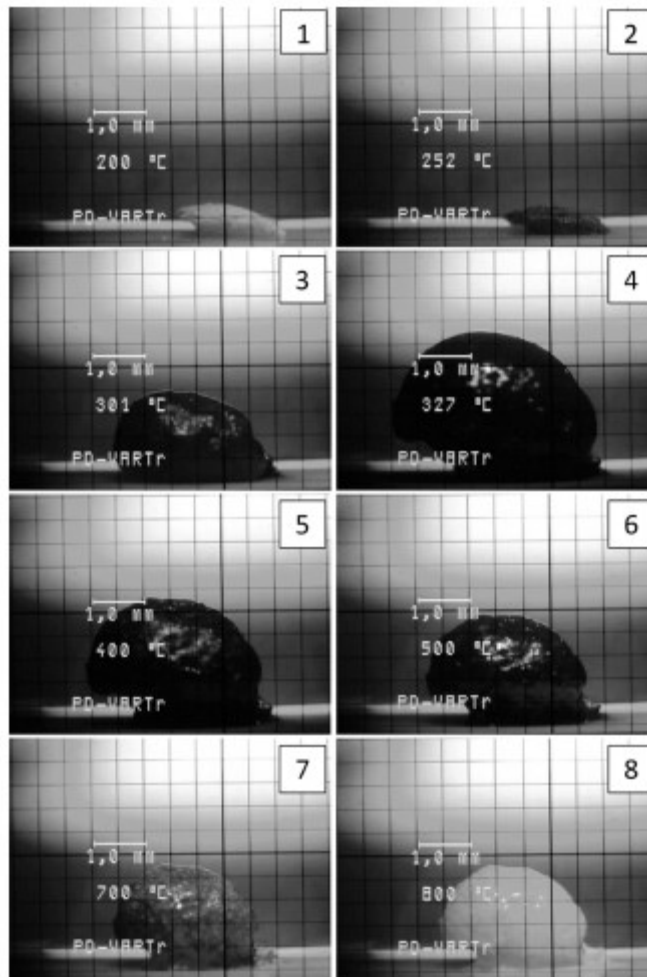 1
1,0 mm
200 °C
PD-VARTr
2
1,0 mm
252 °C
PD-VARTr
3
1,0 mm
301 °C
PD-VARTr
4
1,0 mm
327 °C
PD-VARTr
5
1,0 mm
400 °C
PD-VARTr
6
1,0 mm
500 °C
PD-VARTr
7
1,0 mm
700 °C
PD-VARTr
8
1,0 mm
800 °C
PD-VARTr